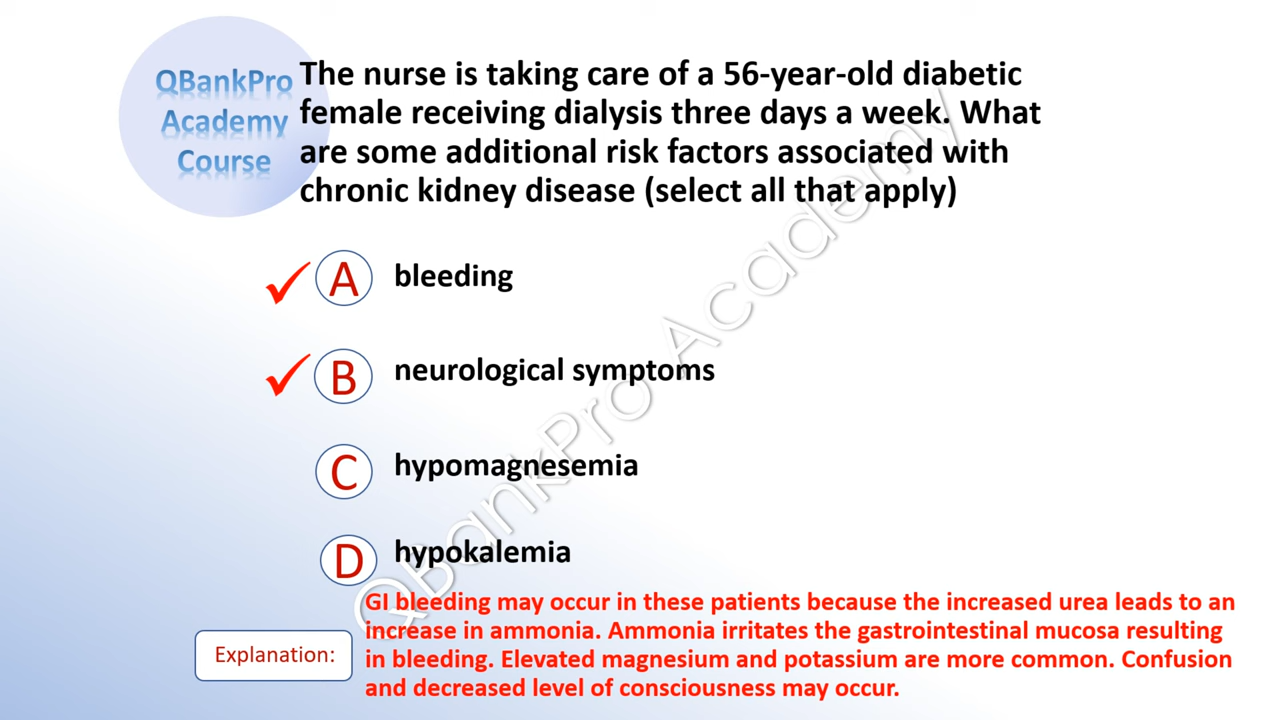 QBankPro
Academy
Course
The nurse is taking care of a 56-year-old diabetic
female receiving dialysis three days a week. What
are some additional risk factors associated with
chronic kidney disease (select all that apply)
A bleeding
B neurological symptoms
C hypomagnesemia
D hypokalemia
Explanation:
GI bleeding may occur in these patients because the increased urea leads to an
increase in ammonia. Ammonia irritates the gastrointestinal mucosa resulting
in bleeding. Elevated magnesium and potassium are more common. Confusion
and decreased level of consciousness may occur.
QBankPro Academy